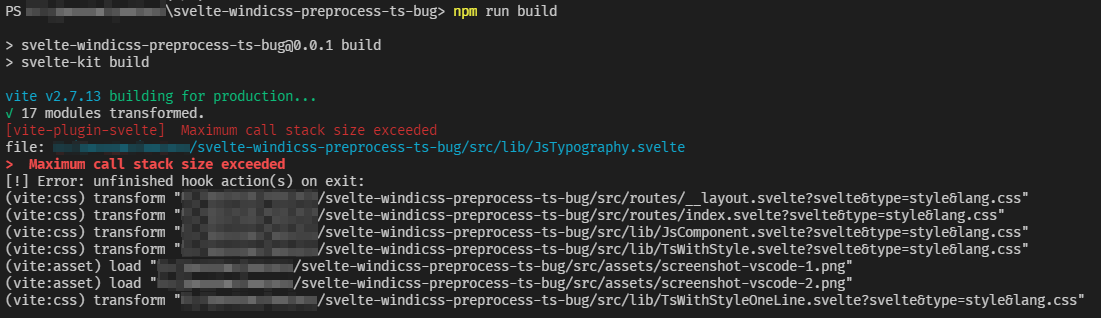 PS \svelte-windicss-preprocess-ts-bug> npm run build
> svelte-windicss-preprocess-ts-bug@0.0.1 build
> svelte-kit build
vite v2.7.13 building for production...
√ 17 modules transformed.
[vite-plugin-svelte]  Maximum call stack size exceeded
file: /svelte-windicss-preprocess-ts-bug/src/lib/JsTypography.svelte
>  Maximum call stack size exceeded
[!] Error: unfinished hook action(s) on exit:
(vite:css) transform "/svelte-windicss-preprocess-ts-bug/src/routes/__layout.svelte?svelte&type=style&lang.css"
(vite:css) transform "/svelte-windicss-preprocess-ts-bug/src/routes/index.svelte?svelte&type=style&lang.css"
(vite:css) transform "/svelte-windicss-preprocess-ts-bug/src/lib/JsComponent.svelte?svelte&type=style&lang.css"
(vite:css) transform "/svelte-windicss-preprocess-ts-bug/src/lib/TsWithStyle.svelte?svelte&type=style&lang.css"
(vite:asset) load "/svelte-windicss-preprocess-ts-bug/src/assets/screenshot-vscode-1.png"
(vite:asset) load "/svelte-windicss-preprocess-ts-bug/src/assets/screenshot-vscode-2.png"
(vite:css) transform "/svelte-windicss-preprocess-ts-bug/src/lib/TsWithStyleOneLine.svelte?svelte&type=style&lang.css"